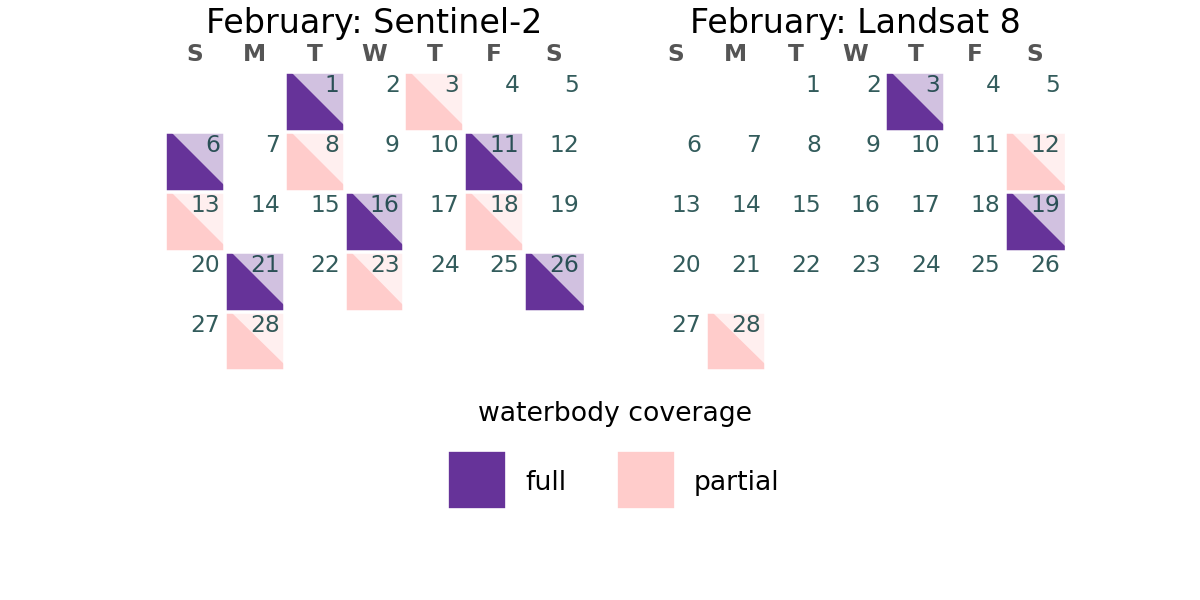 February: Sentinel-2
S M T W T F S
1 2 3 4 5
6 7 8 9 10 11 12
13 14 15 16 17 18 19
20 21 22 23 24 25 26
27 28
February: Landsat 8
S M T W T F S
1 2 3 4 5
6 7 8 9 10 11 12
13 14 15 16 17 18 19
20 21 22 23 24 25 26
27 28
waterbody coverage
full partial